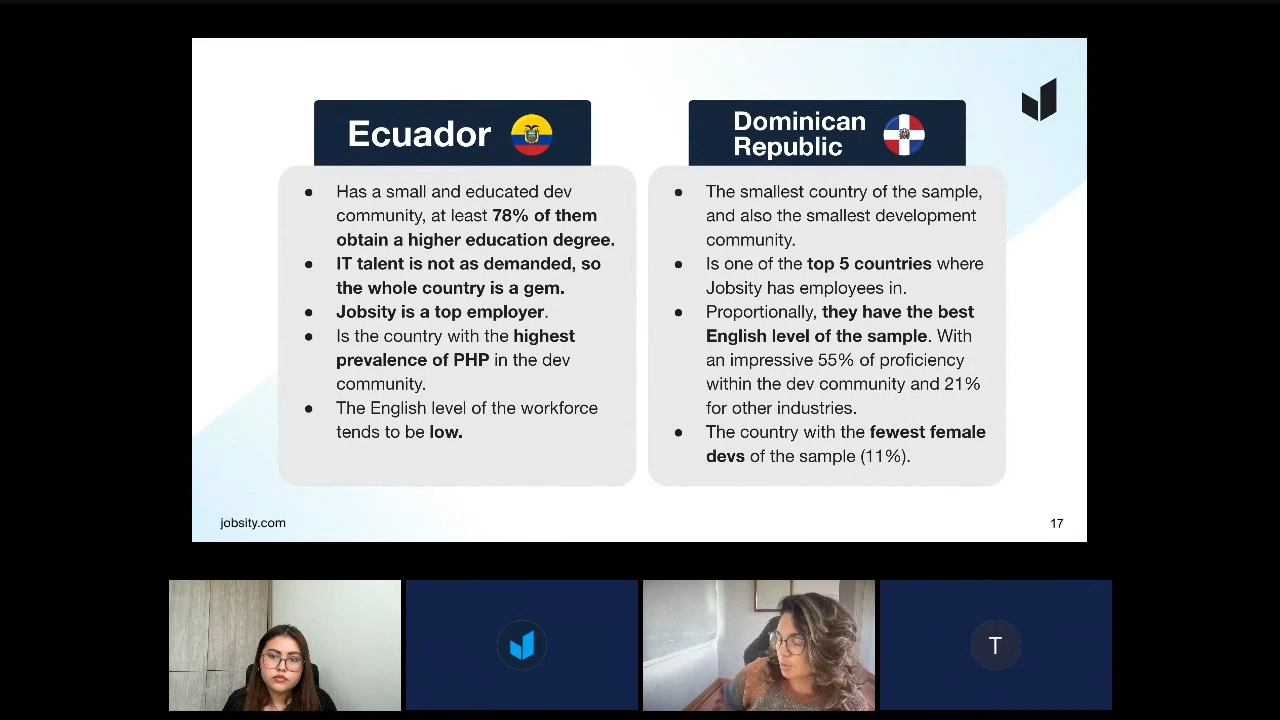 Ecuador
Has a small and educated dev
community, at least 78% of them
obtain a higher education degree.
IT talent is not as demanded, so
the whole country is a gem.
Jobsity is a top employer.
Is the country with the highest
prevalence of PHP in the dev
community.
The English level of the workforce
tends to be low.
Dominican
Republic
The smallest country of the sample,
and also the smallest development
community.
Is one of the top 5 countries where
Jobsity has employees in.
Proportionally, they have the best
English level of the sample. With
an impressive 55% of proficiency
within the dev community and 21%
for other industries.
The country with the fewest female
devs of the sample (11%).
jobsity.com
17
T